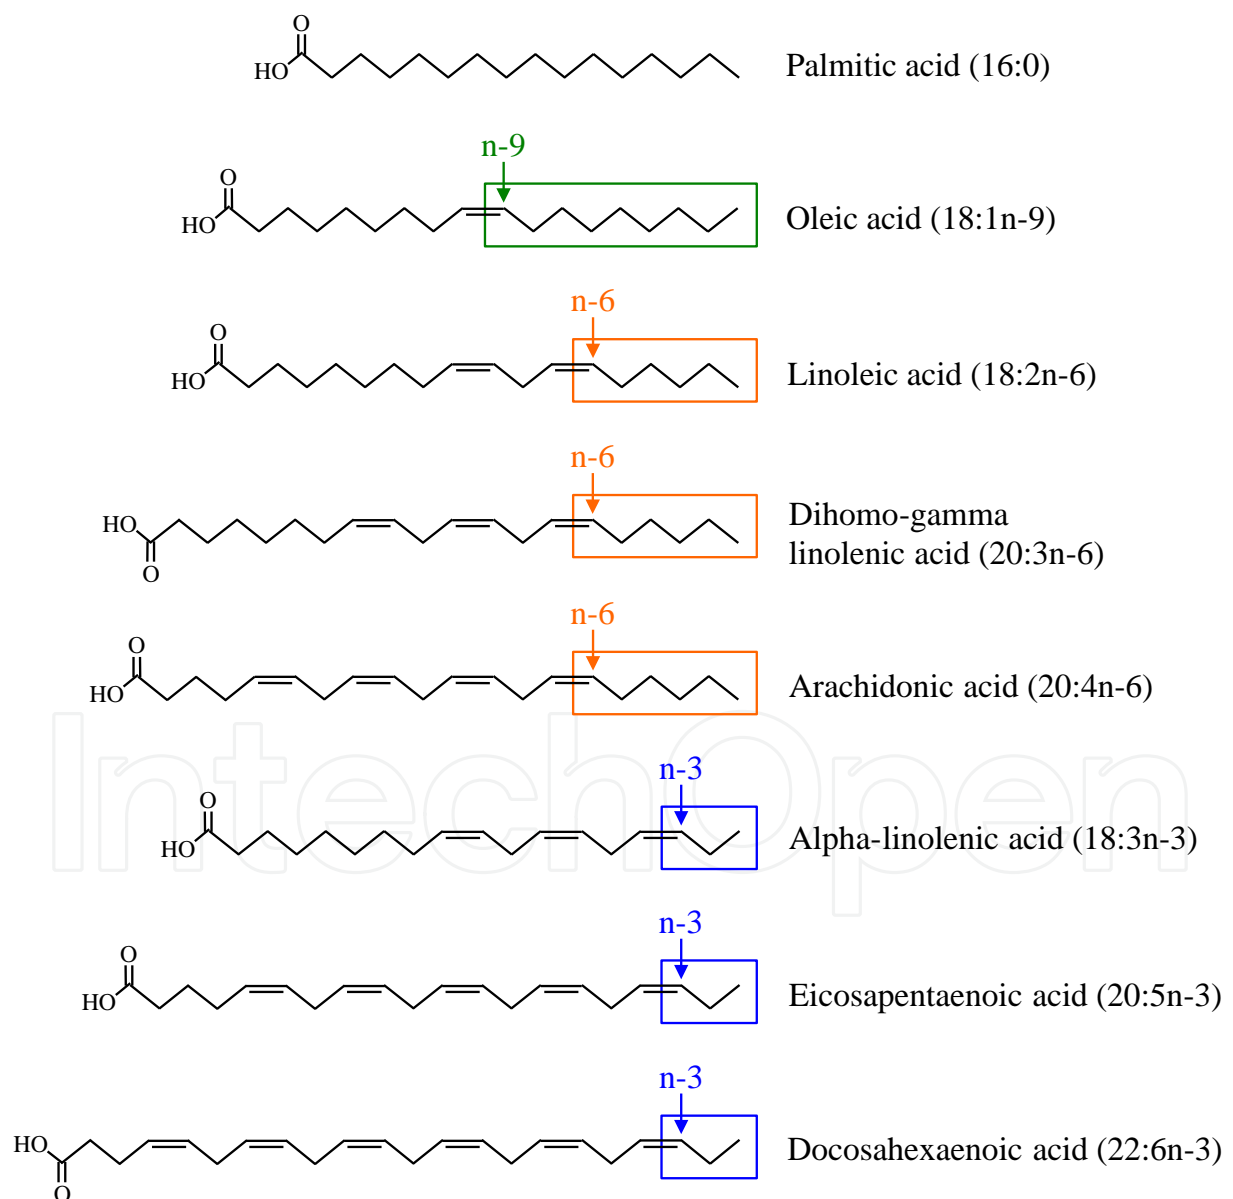 O
HO
Palmitic acid (16:0)
n-9
O
HO
Oleic acid (18:1n-9)
n-6
O
HO
Linoleic acid (18:2n-6)
n-6
HO
O
Dihomo-gamma
linolenic acid (20:3n-6)
n-6
O
HO
Arachidonic acid (20:4n-6)
IntechOpen
n-3
O
HO
Alpha-linolenic acid (18:3n-3)
n-3
O
HO
Eicosapentaenoic acid (20:5n-3)
n-3
HO
O
Docosahexaenoic acid (22:6n-3)